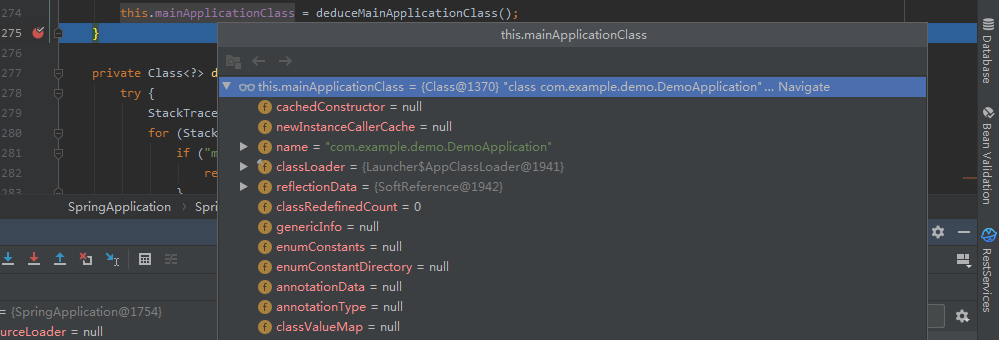 274 this.mainApplicationClass = deduceMainApplicationClass();
275 }
276
277 private Class<?> d
278 try {
279 StackTrace
280 for (Stack
281 if ("m
282 re
283 }
SpringApplication › Spri
= {SpringApplication@1754}
urceLoader = null
this.mainApplicationClass
this.mainApplicationClass = {Class@1370} "class com.example.demo.DemoApplication" ... Navigate
cachedConstructor = null
newInstanceCallerCache = null
name = "com.example.demo.DemoApplication"
classLoader = {Launcher$AppClassLoader@1941}
reflectionData = {SoftReference@1942}
classRedefinedCount = 0
genericInfo = null
enumConstants = null
enumConstantDirectory = null
annotationData = null
annotationType = null
classValueMap = null
Database
Bean Validation
RestServices